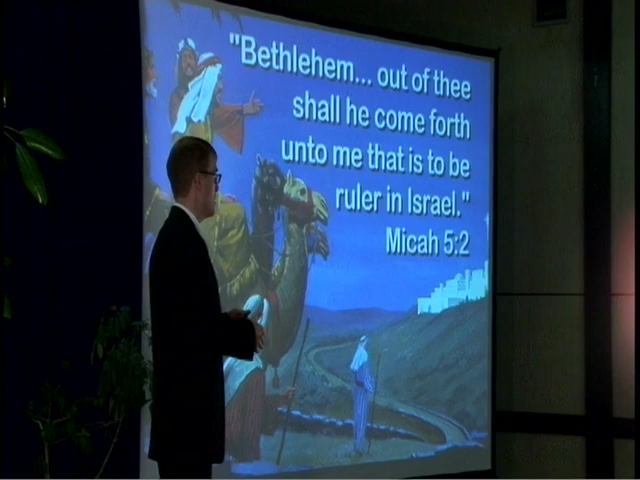 "Bethlehem... out of thee
shall he come forth
unto me that is to be
ruler in Israel."
Micah 5:2